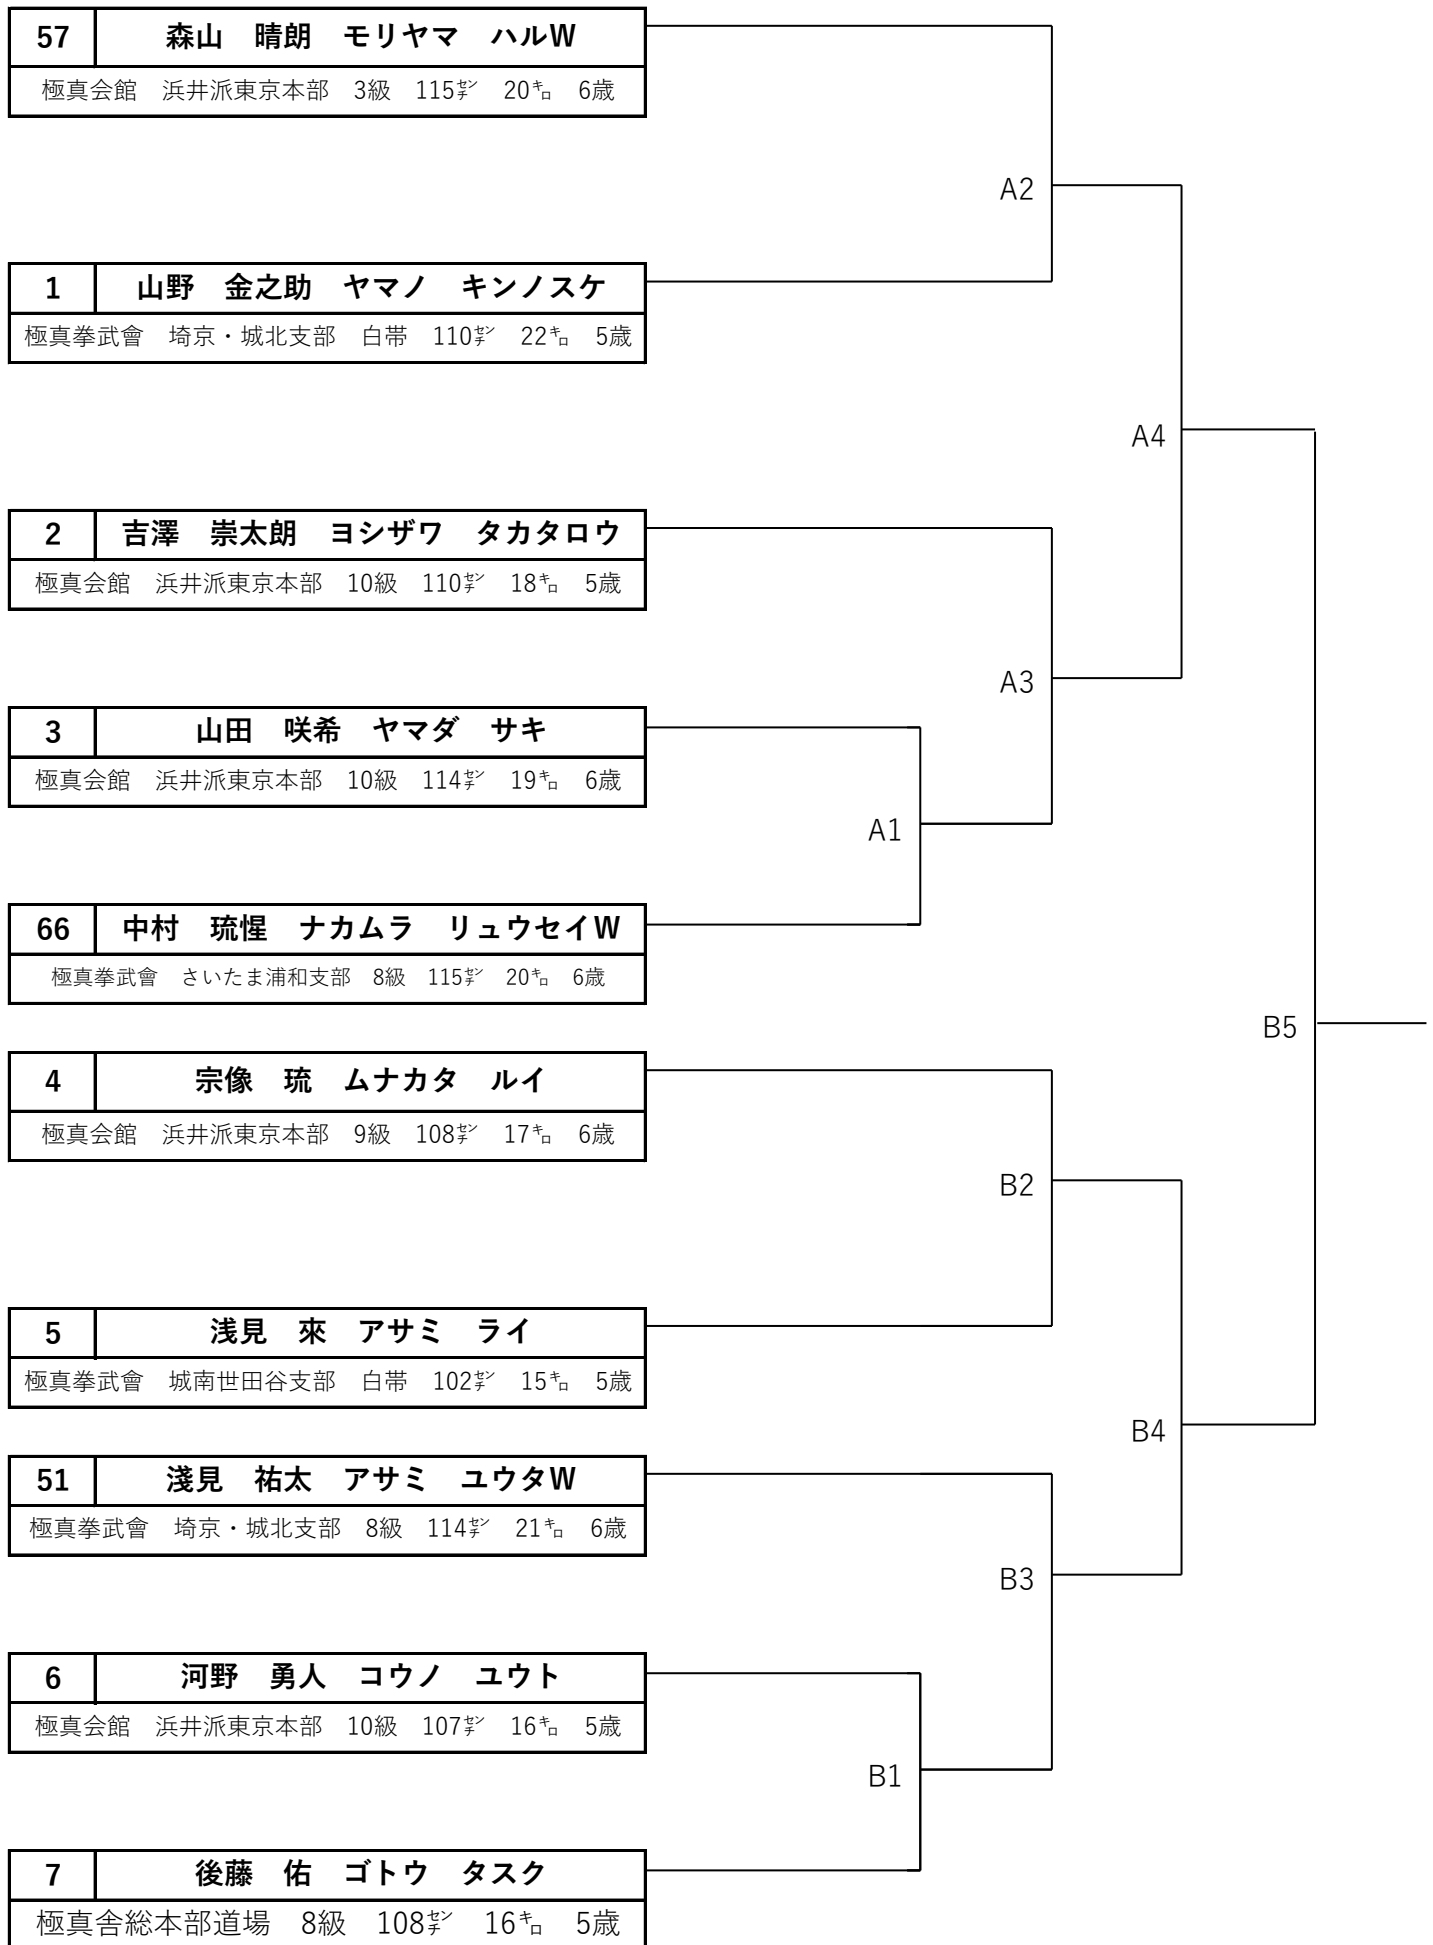 57 森山　晴朗　モリヤマ　ハルW
極真会館　浜井派東京本部　3級　115㌢　20㌔　6歳
A2
1 山野　金之助　ヤマノ　キンノスケ
極真拳武會　埼京・城北支部　白帯　110㌢　22㌔　5歳
A4
2 吉澤　崇太朗　ヨシザワ　タカタロウ
極真会館　浜井派東京本部　10級　110㌢　18㌔　5歳
A3
3 山田　咲希　ヤマダ　サキ
極真会館　浜井派東京本部　10級　114㌢　19㌔　6歳
A1
66 中村　琉惺　ナカムラ　リュウセイW
極真拳武會　さいたま浦和支部　8級　115㌢　20㌔　6歳
B5
4 宗像　琉　ムナカタ　ルイ
極真会館　浜井派東京本部　9級　108㌢　17㌔　6歳
B2
5 浅見　來　アサミ　ライ
極真拳武會　城南世田谷支部　白帯　102㌢　15㌔　5歳
B4
51 淺見　祐太　アサミ　ユウタW
極真拳武會　埼京・城北支部　8級　114㌢　21㌔　6歳
B3
6 河野　勇人　コウノ　ユウト
極真会館　浜井派東京本部　10級　107㌢　16㌔　5歳
B1
7 後藤　佑　ゴトウ　タスク
極真舎総本部道場　8級　108㌢　16㌔　5歳